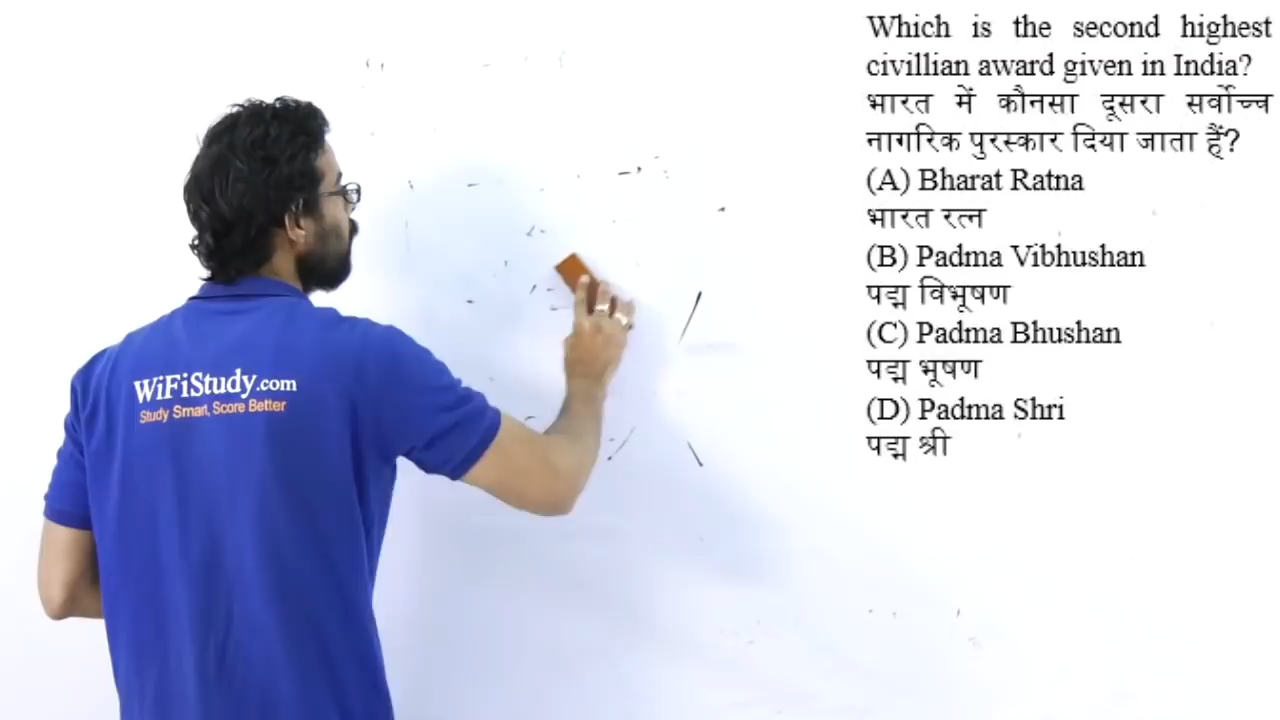 Which is the second highest
civillian award given in India?
भारत में कौनसा दूसरा सर्वोच्च
नागरिक पुरस्कार दिया जाता हैं?
(A) Bharat Ratna
भारत रत्न
(B) Padma Vibhushan
पद्म विभूषण
(C) Padma Bhushan
पद्म भूषण
(D) Padma Shri
पद्म श्री
WiFiStudy.com
Study Smart, Score Better